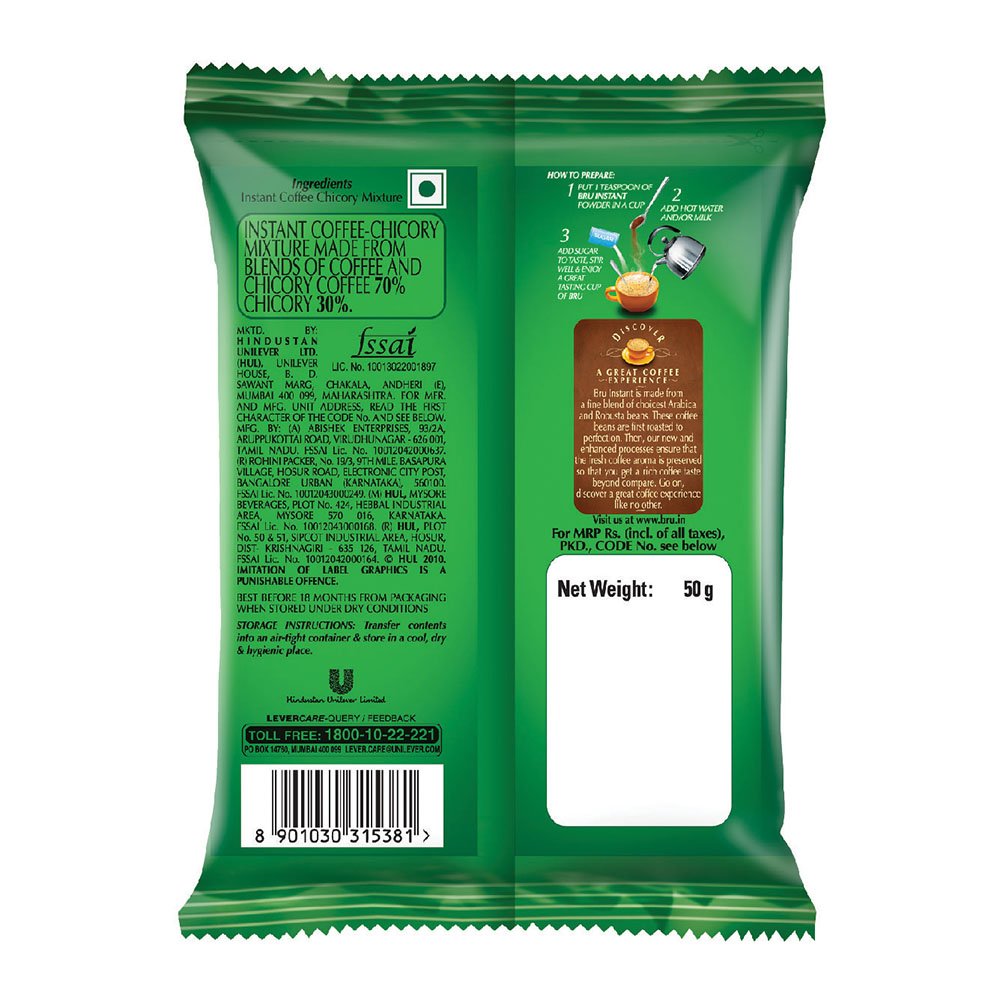 Ingredients
Instant Coffee Chicory Mixture
INSTANT COFFEE-CHICORY
MIXTURE MADE FROM
BLENDS OF COFFEE AND
CHICORY COFFEE 70%
CHICORY 30%.
MKTD. BY:
HINDUSTAN
UNILEVER LTD.
(HUL), UNILEVER
HOUSE, B. D.
fssai
LIC. No. 10013022001897
SAWANT MARG, CHAKALA, ANDHERI (E),
MUMBAI 400 099, MAHARASHTRA. FOR MFR.
AND MFG. UNIT ADDRESS, READ THE FIRST
CHARACTER OF THE CODE No. AND SEE BELOW.
MFG. BY: (A) ABISHEK ENTERPRISES, 93/2A,
ARUPPUKOTTAI ROAD, VIRUDHUNAGAR - 626 001,
TAMIL NADU. FSSAI Lic. No. 10012042000637.
(R) ROHINI PACKER, No. 19/3, 9TH MILE. BASAPURA
VILLAGE, HOSUR ROAD, ELECTRONIC CITY POST,
BANGALORE URBAN (KARNATAKA), 560100.
FSSAI Lic. No. 10012043000249. (M) HUL, MYSORE
BEVERAGES, PLOT No. 424, HEBBAL INDUSTRIAL
AREA, MYSORE 570 016, KARNATAKA.
FSSAI Lic. No. 10012043000168. (R) HUL, PLOT
No. 50 & 51, SIPCOT INDUSTRIAL AREA, HOSUR,
DIST- KRISHNAGIRI - 635 126, TAMIL NADU.
FSSAI Lic. No. 10012042000164. © HUL 2010.
IMITATION OF LABEL GRAPHICS IS A
PUNISHABLE OFFENCE.
BEST BEFORE 18 MONTHS FROM PACKAGING
WHEN STORED UNDER DRY CONDITIONS
STORAGE INSTRUCTIONS: Transfer contents
into an air-tight container & store in a cool, dry
& hygienic place.
Hindustan Unilever Limited
LEVERCARE-QUERY / FEEDBACK
TOLL FREE: 1800-10-22-221
PO BOX 14760, MUMBAI 400 099 LEVER.CARE@UNILEVER.COM
8 901030 315381 >
HOW TO PREPARE:
1 PUT 1 TEASPOON OF
BRU INSTANT
POWDER IN A CUP
2
ADD HOT WATER
AND/OR MILK
3
ADD SUGAR
TO TASTE, STIR
WELL & ENJOY
A GREAT
TASTING CUP
OF BRU
SUGAR
DISCOVER
A GREAT COFFEE
EXPERIENCE
Bru Instant is made from
a fine blend of choicest Arabica
and Robusta beans. These coffee
beans are first roasted to
perfection. Then, our new and
enhanced processes ensure that
the fresh coffee aroma is preserved
so that you get a rich coffee taste
beyond compare. Go on,
discover a great coffee experience
like no other.
Visit us at www.bru.in
For MRP Rs. (incl. of all taxes),
PKD., CODE No. see below
Net Weight: 50 g